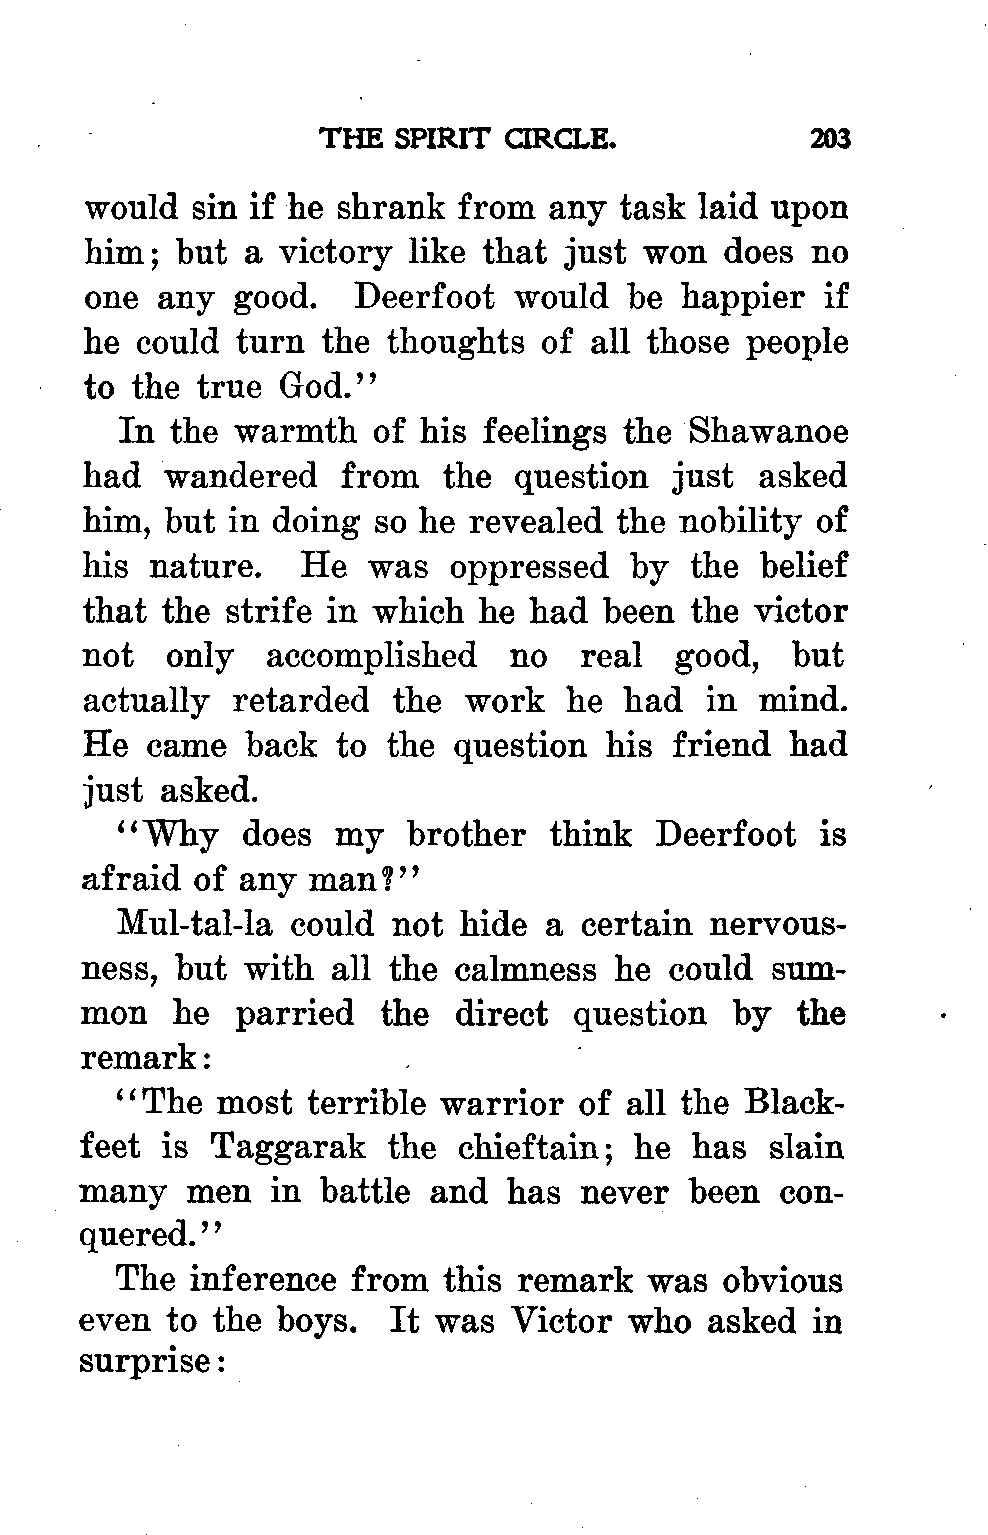 THE SPIRIT CIRCLE. 203
would sin if he shrank from any task laid upon
him; but a victory like that just won does no
one any good. Deerfoot would be happier if
he could turn the thoughts of all those people
to the true God.''
In the warmth of his feelings the Shawanoe
had wandered from the question just asked
him, but in doing so he revealed the nobility of
his nature. He was oppressed by the belief
that the strife in which he had been the victor
not only accomplished no real good, but
actually retarded the work he had in mind.
He came back to the question his friend had
just asked.
‘‘Why does my brother think Deerfoot is
afraid of any man?’’
Mul-tal-la could not hide a certain nervous-
ness, but with all the calmness he could sum-
mon he parried the direct question by the
remark:
‘‘The most terrible warrior of all the Black-
feet is Taggarak the chieftain; he has slain
many men in battle and has never been con-
quered.’’
The inference from this remark was obvious
even to the boys. It was Victor who asked in
surprise: